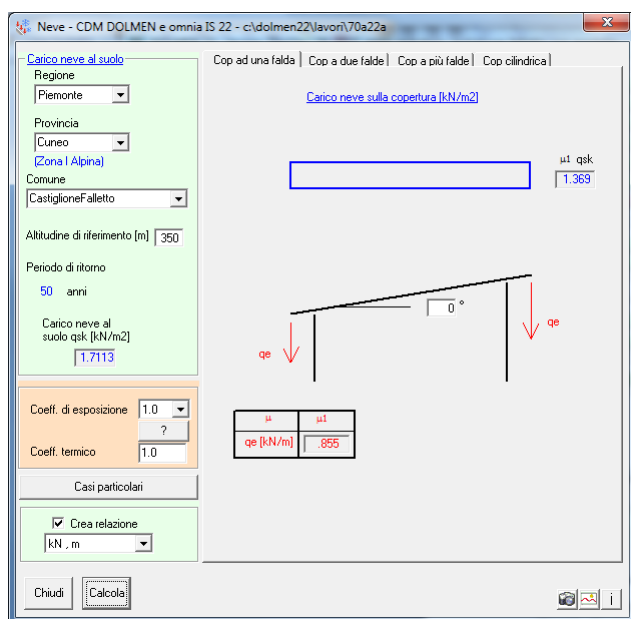 Neve - CDM DOLMEN e omnia IS 22 - c:\dolmen22\lavori\70a22a
Carico neve al suolo
Regione
Piemonte
Provincia
Cuneo
(Zona I Alpina)
Comune
CastiglioneFalletto
Altitudine di riferimento [m] 350
Periodo di ritorno
50 anni
Carico neve al
suolo qsk [kN/m2]
1.7113
Coeff. di esposizione 1.0
?
Coeff. termico 1.0
Casi particolari
Crea relazione
kN , m
Chiudi Calcola
Cop ad una falda Cop a due falde Cop a più falde Cop cilindrica
Carico neve sulla copertura [kN/m2]
μ1 qsk
1.369
0 °
qe
qe
μ μ1
qe [kN/m] .855
i